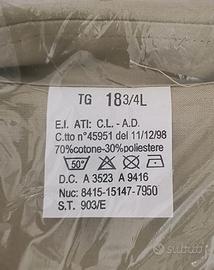 TG 18 3/4L
E.I. ATI: C.L. - A.D.
C.tto n°45951 del 11/12/98
70%cotone-30%poliestere
50°
D.C. A 3523 A 9416
Nuc: 8415-15147-7950
S.T. 903/E
subito